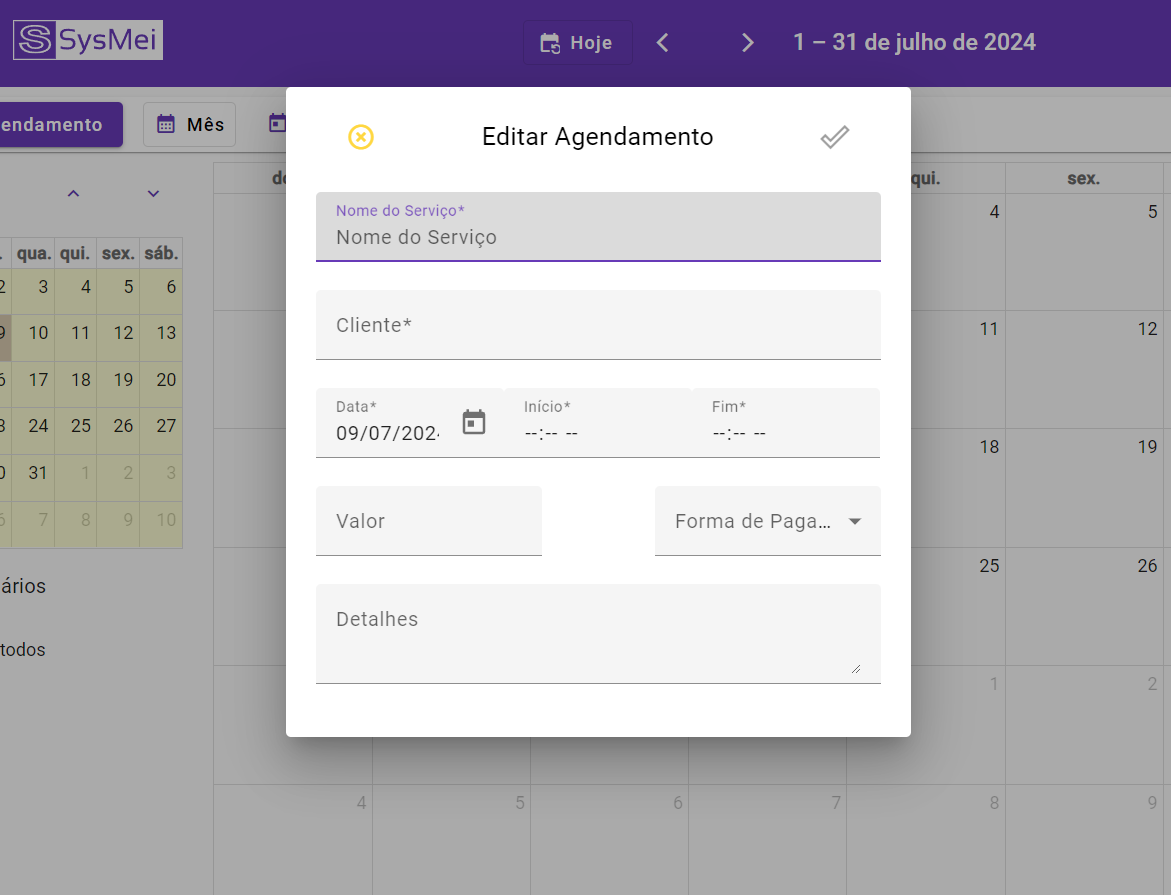 SysMei
Hoje
1 – 31 de julho de 2024
endamento
Mês
Editar Agendamento
Nome do Serviço*
Nome do Serviço
Cliente*
Data*
09/07/202
Início*
--:-- --
Fim*
--:-- --
Valor
Forma de Paga...
Detalhes
qua. qui. sex. sáb.
2 3 4 5 6
9 10 11 12 13
6 17 18 19 20
3 24 25 26 27
0 31 1 2 3
6 7 8 9 10
ários
todos
do
qui. sex.
4 5
11 12
18 19
25 26
1 2
4 5 6 7 8 9